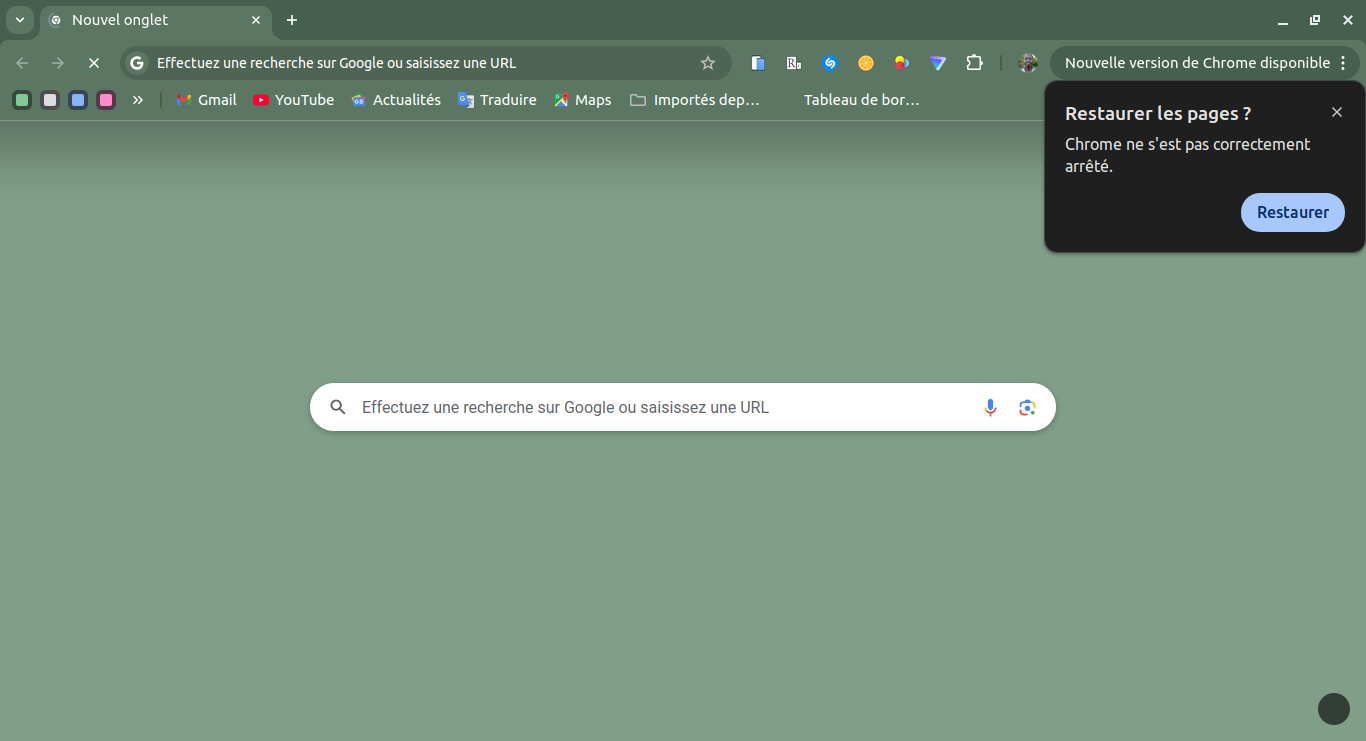 Nouvel onglet
Effectuez une recherche sur Google ou saisissez une URL
Nouvelle version de Chrome disponible
Gmail
YouTube
Actualités
Traduire
Maps
Importés dep…
Tableau de bor…
Restaurer les pages ?
Chrome ne s'est pas correctement
arrêté.
Restaurer
Effectuez une recherche sur Google ou saisissez une URL